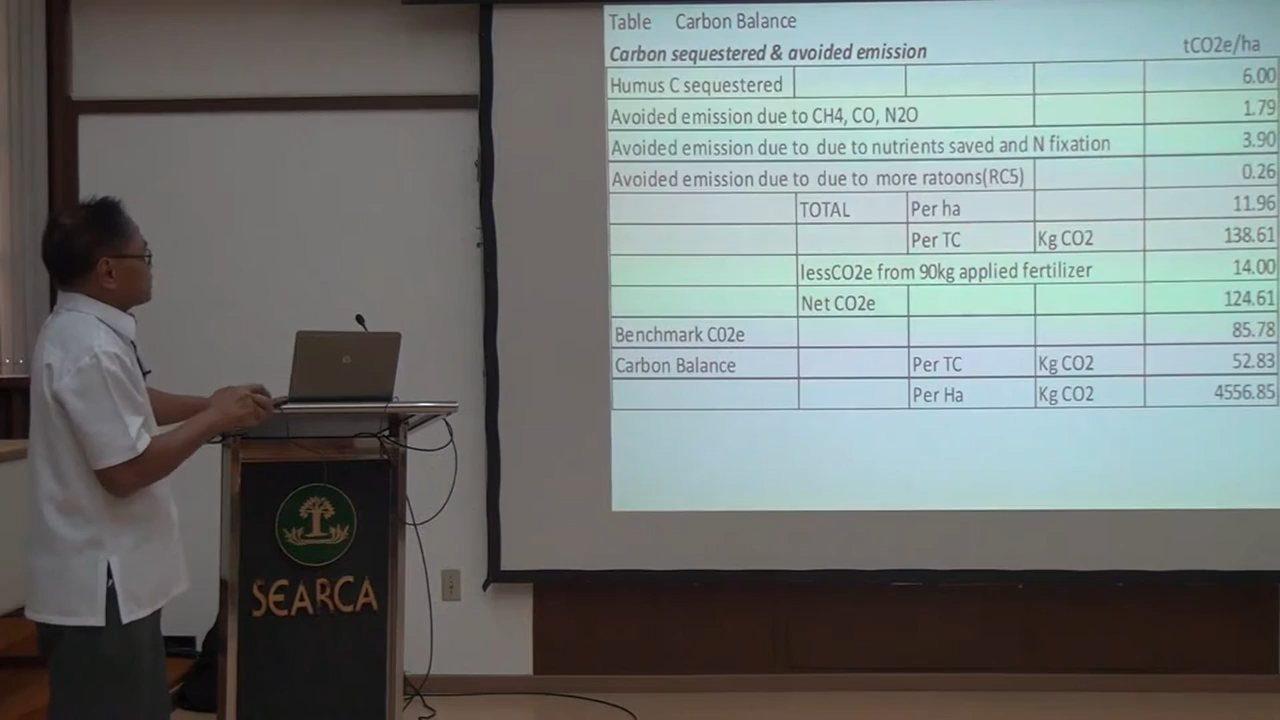 Table Carbon Balance
Carbon sequestered & avoided emission tCO2e/ha
Humus C sequestered 6.00
Avoided emission due to CH4, CO, N2O 1.79
Avoided emission due to due to nutrients saved and N fixation 3.90
Avoided emission due to due to more ratoons(RC5) 0.26
TOTAL Per ha 11.96
Per TC Kg CO2 138.61
lessCO2e from 90kg applied fertilizer 14.00
Net CO2e 124.61
Benchmark C02e 85.78
Carbon Balance Per TC Kg CO2 52.83
Per Ha Kg CO2 4556.85
hp
SEARCA